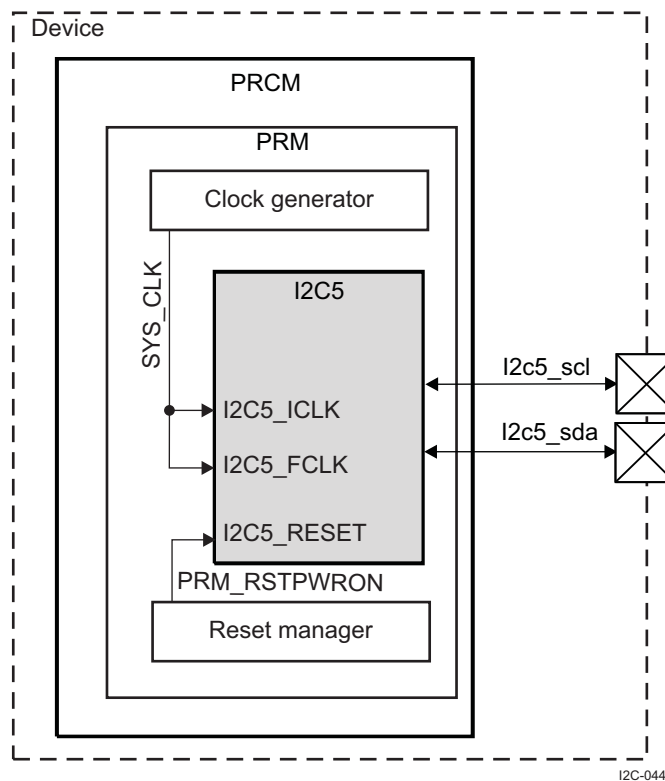 Device
PRCM
PRM
Clock generator
SYS_CLK
I2C5
I2c5_scl
I2C5_ICLK
I2c5_sda
I2C5_FCLK
I2C5_RESET
PRM_RSTPWRON
Reset manager
I2C-044